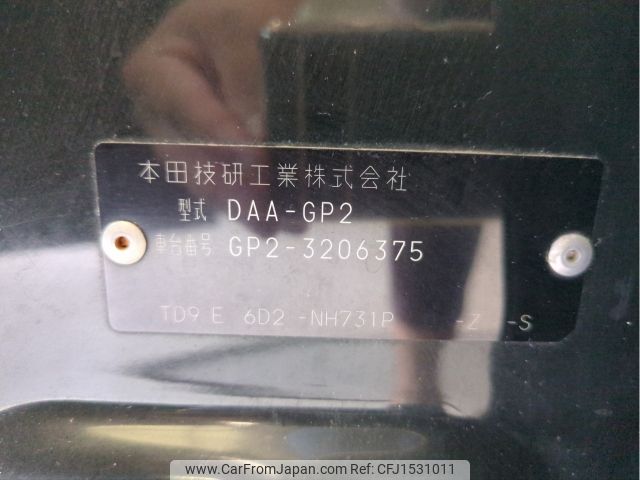 本田技研工業株式会社
型式 DAA-GP2
車台番号 GP2-3206375
TD9 E 6D2 -NH731P -Z -S
www.CarFromJapan.com CFJ1531011